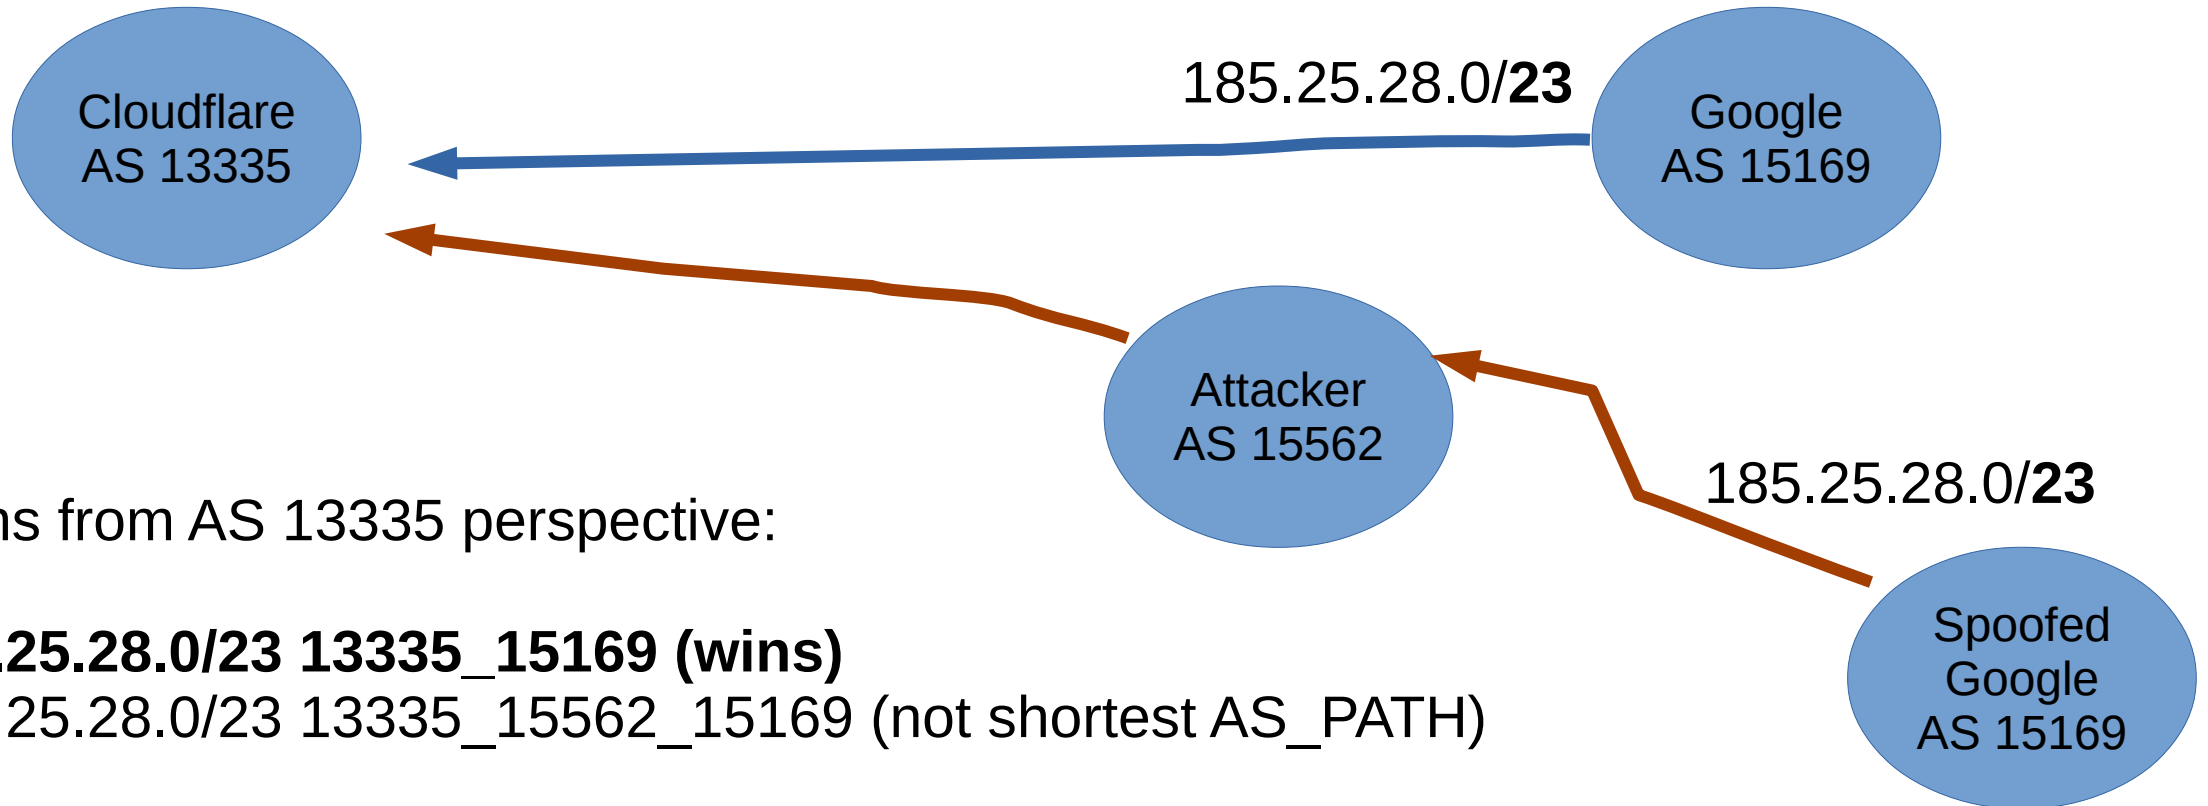 185.25.28.0/23
Cloudflare
AS 13335
Google
AS 15169
Attacker
AS 15562
185.25.28.0/23
from AS 13335 perspective:
.25.28.0/23 13335_15169 (wins)
25.28.0/23 13335_15562_15169 (not shortest AS_PATH)
Spoofed
Google
AS 15169